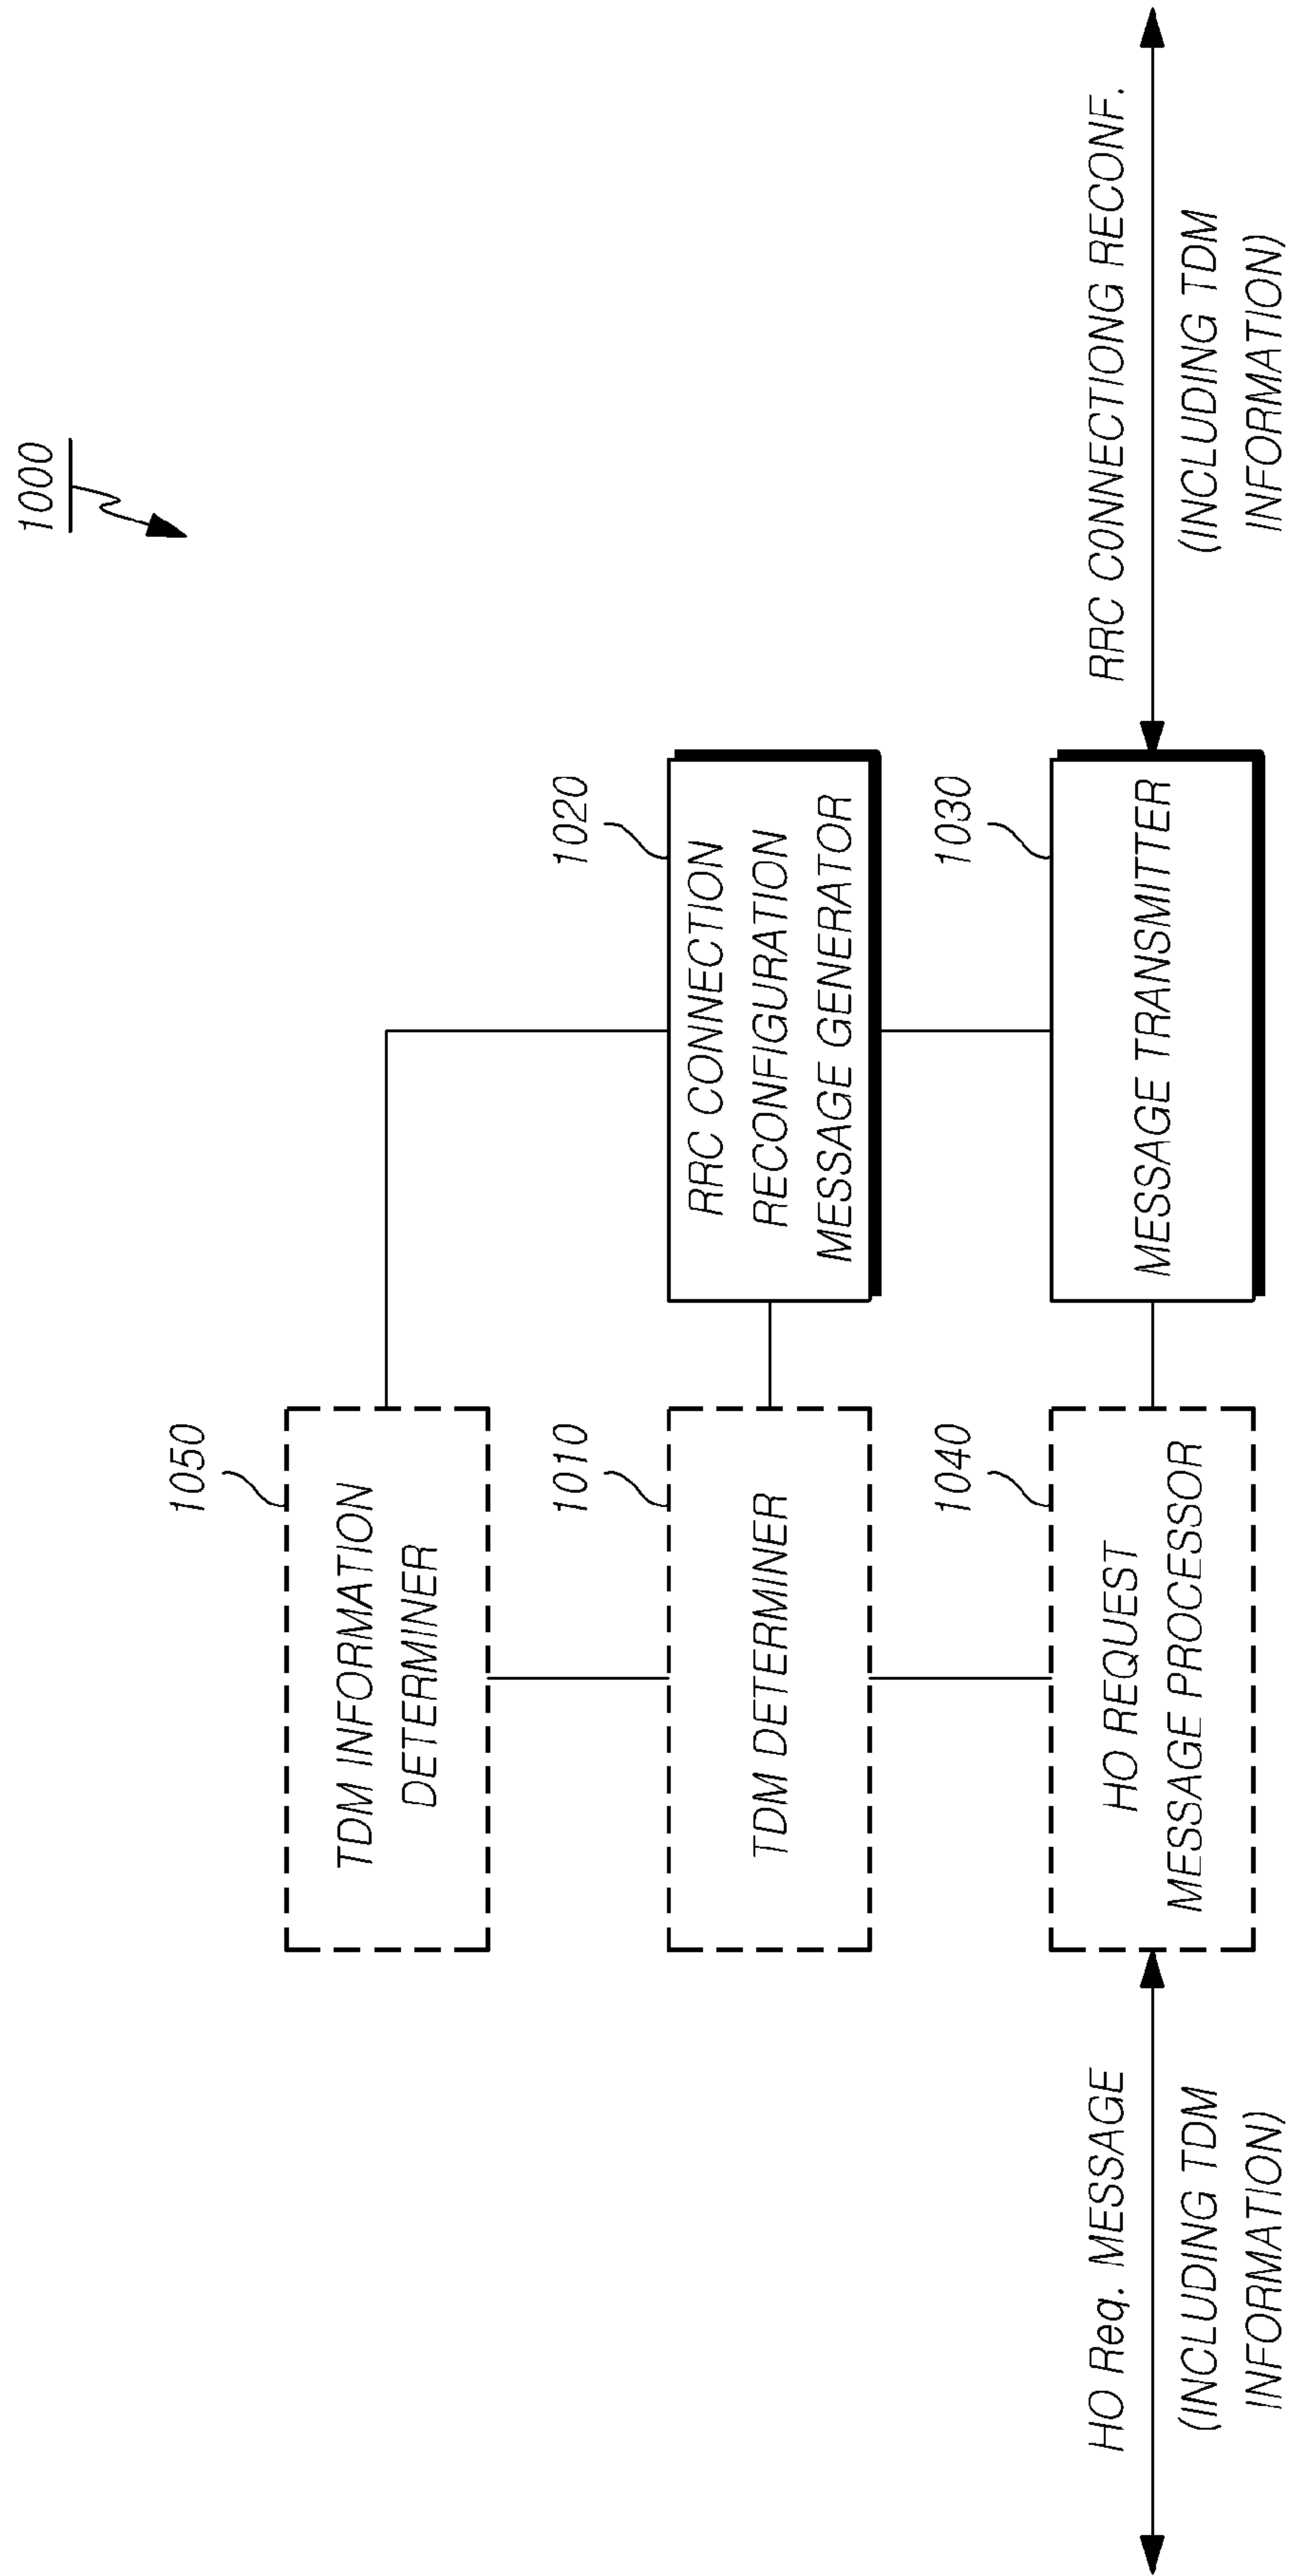 1000
1050
TDM INFORMATION
DETERMINER
1010
TDM DETERMINER
1020
RRC CONNECTION
RECONFIGURATION
MESSAGE GENERATOR
HO Req. MESSAGE
(INCLUDING TDM
INFORMATION)
1040
HO REQUEST
MESSAGE PROCESSOR
1030
MESSAGE TRANSMITTER
RRC CONNECTIONG RECONF.
(INCLUDING TDM
INFORMATION)